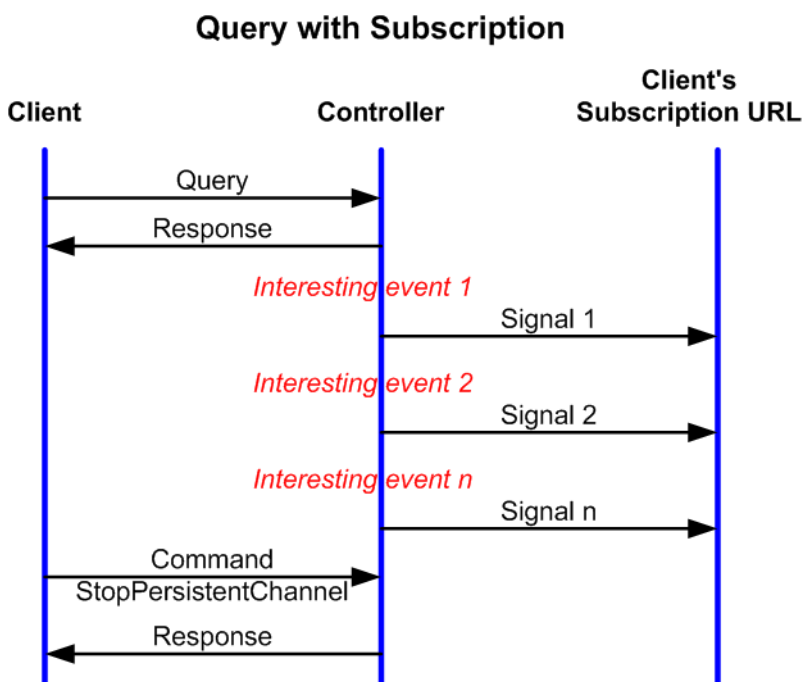 Query with Subscription
Client
Controller
Client's
Subscription URL
Query
Response
Interesting event 1
Signal 1
Interesting event 2
Signal 2
Interesting event n
Signal n
Command
StopPersistentChannel
Response